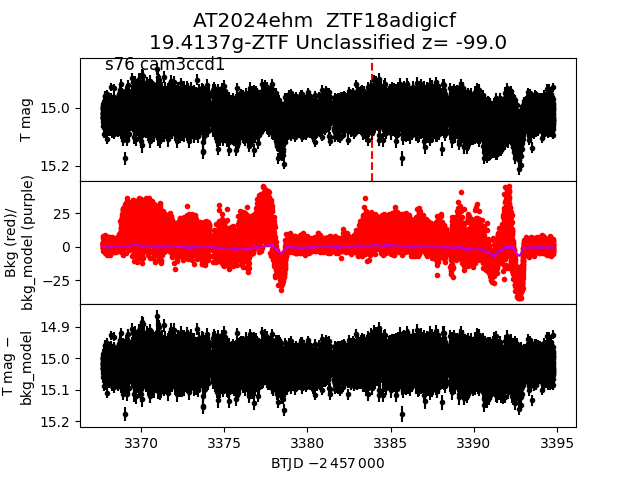 AT2024ehm  ZTF18adigicf
19.4137g-ZTF Unclassified z= -99.0
s76 cam3ccd1
T mag
15.0
15.2
Bkg (red)/
bkg_model (purple)
25
0
−25
T mag −
bkg_model
14.9
15.0
15.1
15.2
3370
3375
3380
3385
3390
3395
BTJD −2 457 000